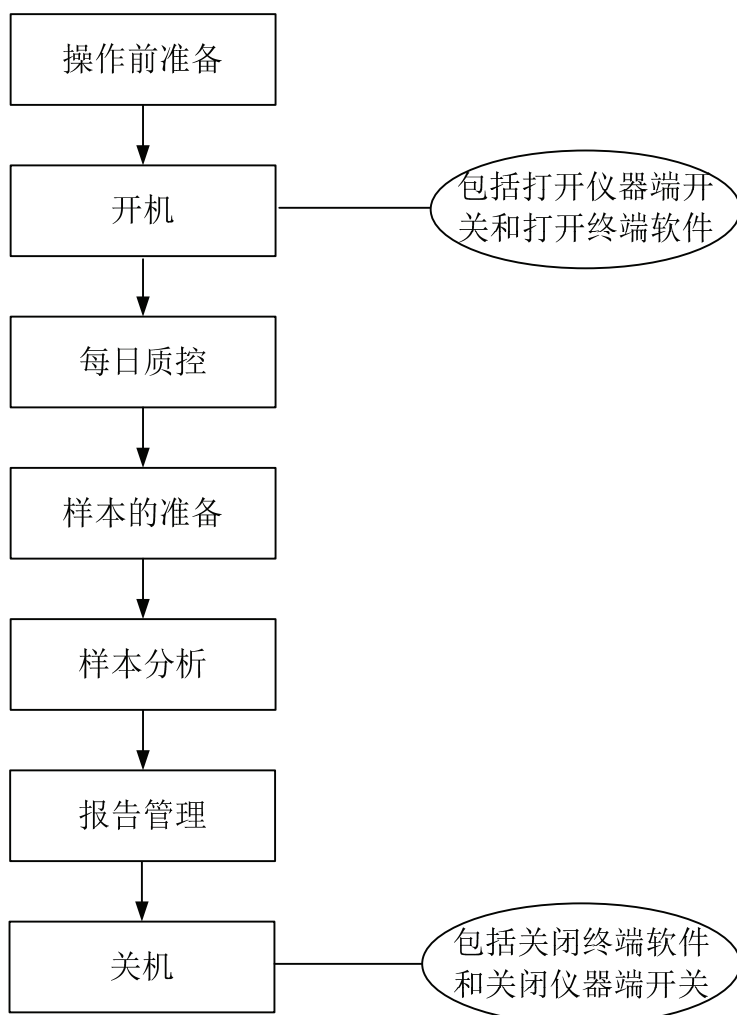 操作前准备
开机
包括打开仪器端开
关和打开终端软件
每日质控
样本的准备
样本分析
报告管理
关机
包括关闭终端软件
和关闭仪器端开关